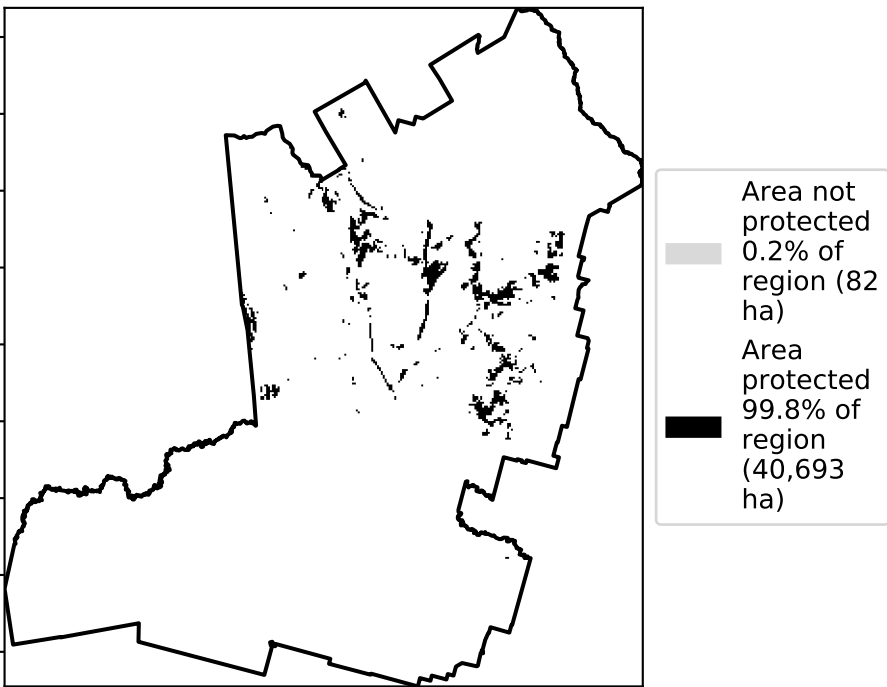 Area not
protected
0.2% of
region (82
ha)
Area
protected
99.8% of
region
(40,693
ha)